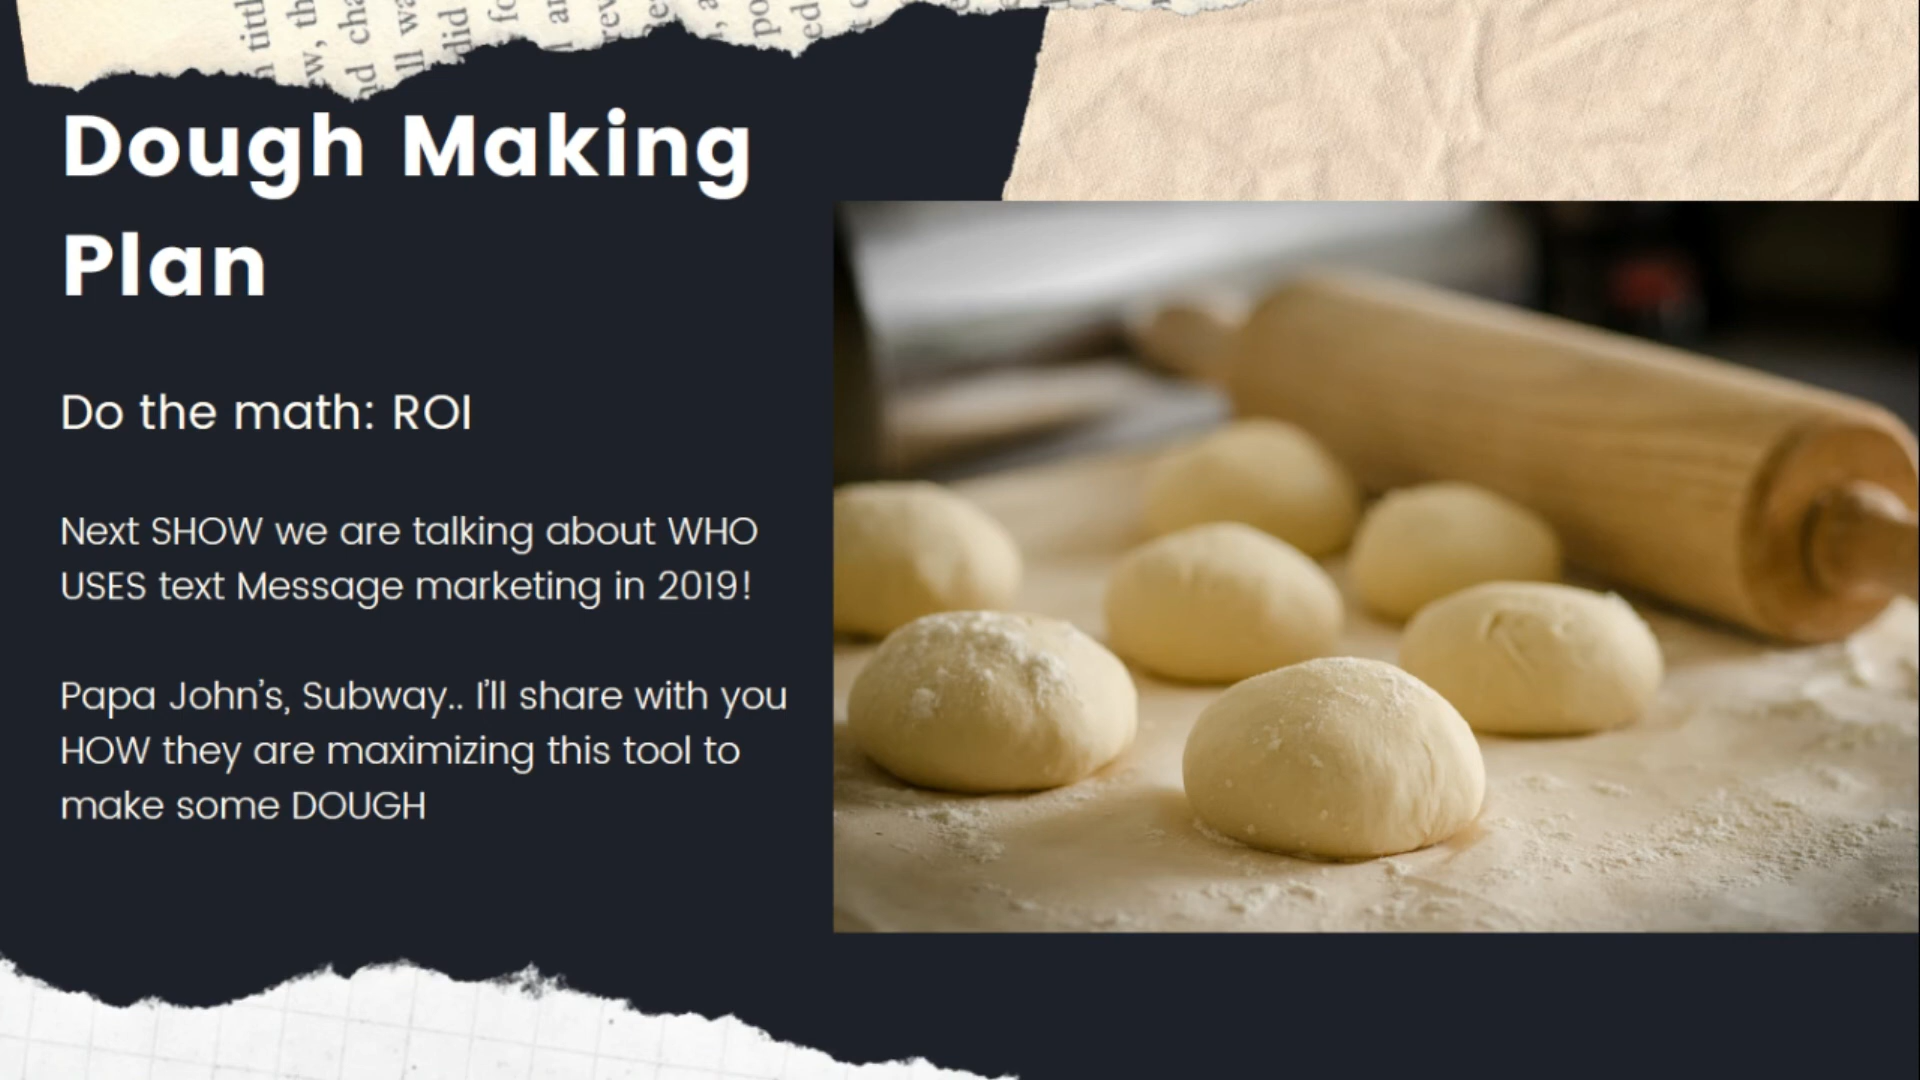 Dough Making
Plan
Do the math: ROI
Next SHOW we are talking about WHO
USES text Message marketing in 2019!
Papa John's, Subway.. I'll share with you
HOW they are maximizing this tool to
make some DOUGH